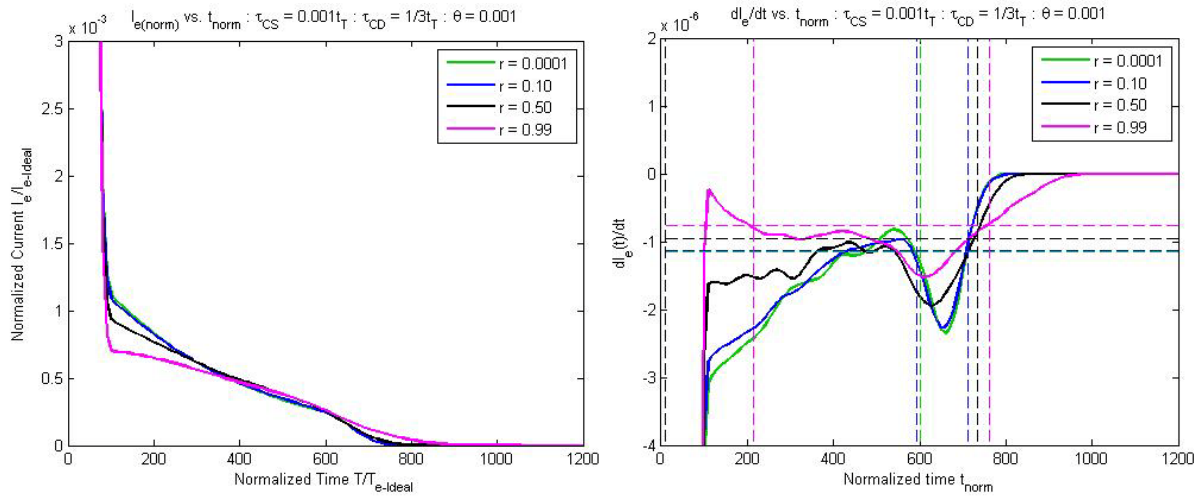 I_e(norm) vs. t_norm : τ_CS = 0.001t_T : τ_CD = 1/3t_T : θ = 0.001
x 10^-3
3
2.5
2
1.5
1
0.5
0
Normalized Current I_e/I_e-Ideal
r = 0.0001
r = 0.10
r = 0.50
r = 0.99
0 200 400 600 800 1000 1200
Normalized Time T/T_e-Ideal
dI_e/dt vs. t_norm : τ_CS = 0.001t_T : τ_CD = 1/3t_T : θ = 0.001
x 10^-6
2
1
0
-1
-2
-3
-4
dI_e(t)/dt
r = 0.0001
r = 0.10
r = 0.50
r = 0.99
0 200 400 600 800 1000 1200
Normalized time t_norm